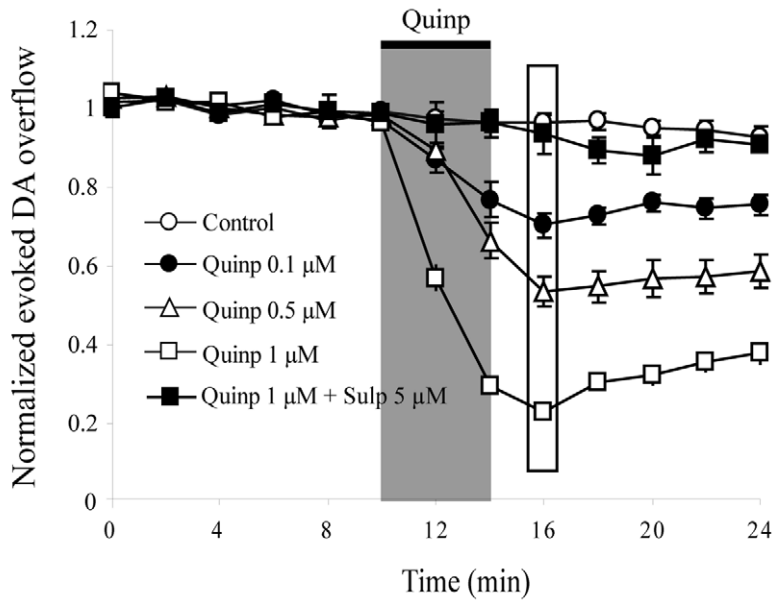 Quinp
Normalized evoked DA overflow
1.2
1
0.8
0.6
0.4
0.2
0
Control
Quinp 0.1 µM
Quinp 0.5 µM
Quinp 1 µM
Quinp 1 µM + Sulp 5 µM
0 4 8 12 16 20 24
Time (min)